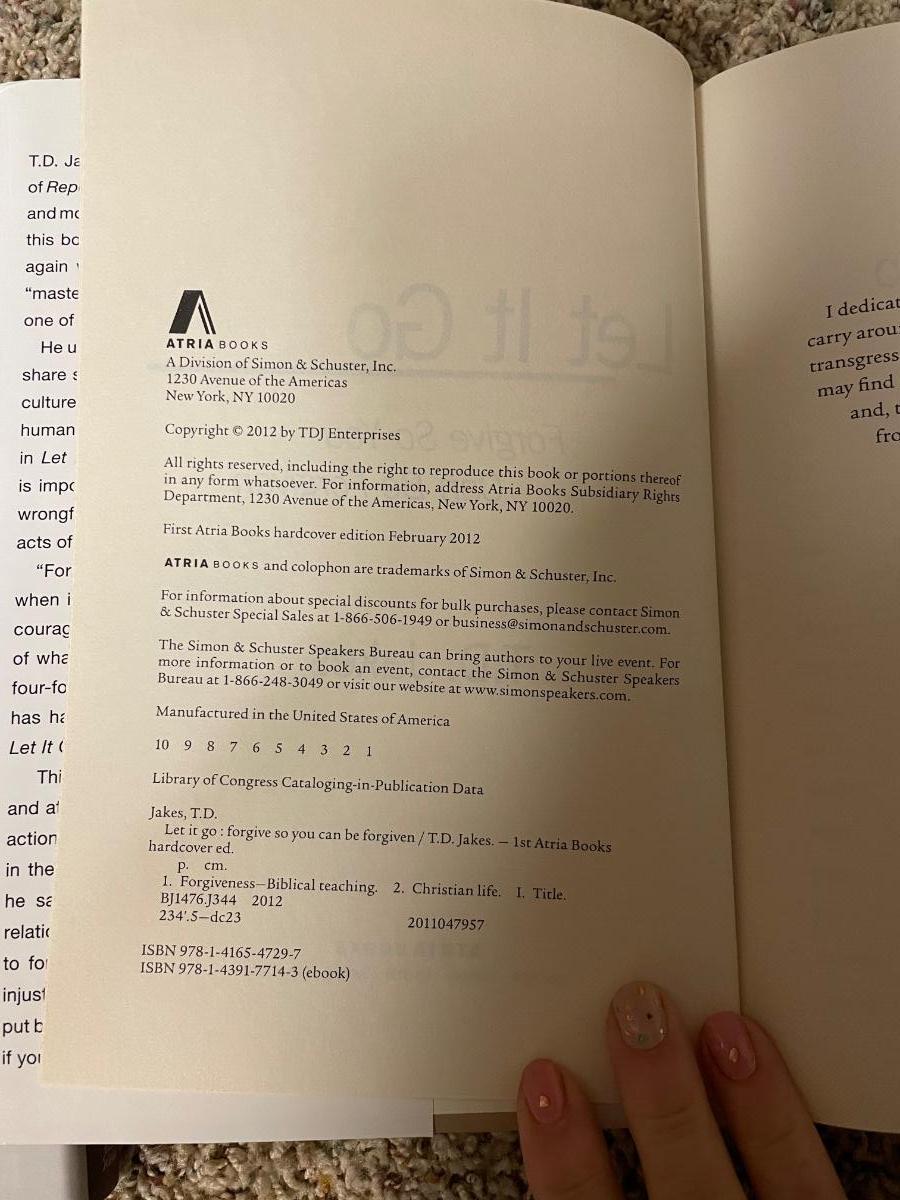 T.D. Ja
of Rep
and mo
this bo
again
“maste
one of
He u
share s
culture
human
in Let
is impo
wrongf
acts of
“For
when i
courag
of wha
four-fo
has ha
Let It G
Thi
and af
action
in the
he sa
relatio
to fo
injust
put b
if you
Let It Go
Forgive So
ATRIA BOOKS
A Division of Simon & Schuster, Inc.
1230 Avenue of the Americas
New York, NY 10020
Copyright © 2012 by TDJ Enterprises
All rights reserved, including the right to reproduce this book or portions thereof
in any form whatsoever. For information, address Atria Books Subsidiary Rights
Department, 1230 Avenue of the Americas, New York, NY 10020.
First Atria Books hardcover edition February 2012
ATRIA BOOKS and colophon are trademarks of Simon & Schuster, Inc.
For information about special discounts for bulk purchases, please contact Simon
& Schuster Special Sales at 1-866-506-1949 or business@simonandschuster.com.
The Simon & Schuster Speakers Bureau can bring authors to your live event. For
more information or to book an event, contact the Simon & Schuster Speakers
Bureau at 1-866-248-3049 or visit our website at www.simonspeakers.com.
Manufactured in the United States of America
10 9 8 7 6 5 4 3 2 1
Library of Congress Cataloging-in-Publication Data
Jakes, T.D.
Let it go : forgive so you can be forgiven / T.D. Jakes. — 1st Atria Books
hardcover ed.
p. cm.
1. Forgiveness—Biblical teaching. 2. Christian life. I. Title.
BJ1476.J344 2012
234'.5—dc23 2011047957
ISBN 978-1-4165-4729-7
ISBN 978-1-4391-7714-3 (ebook)
I dedicat
carry arou
transgress
may find
and, t
fro